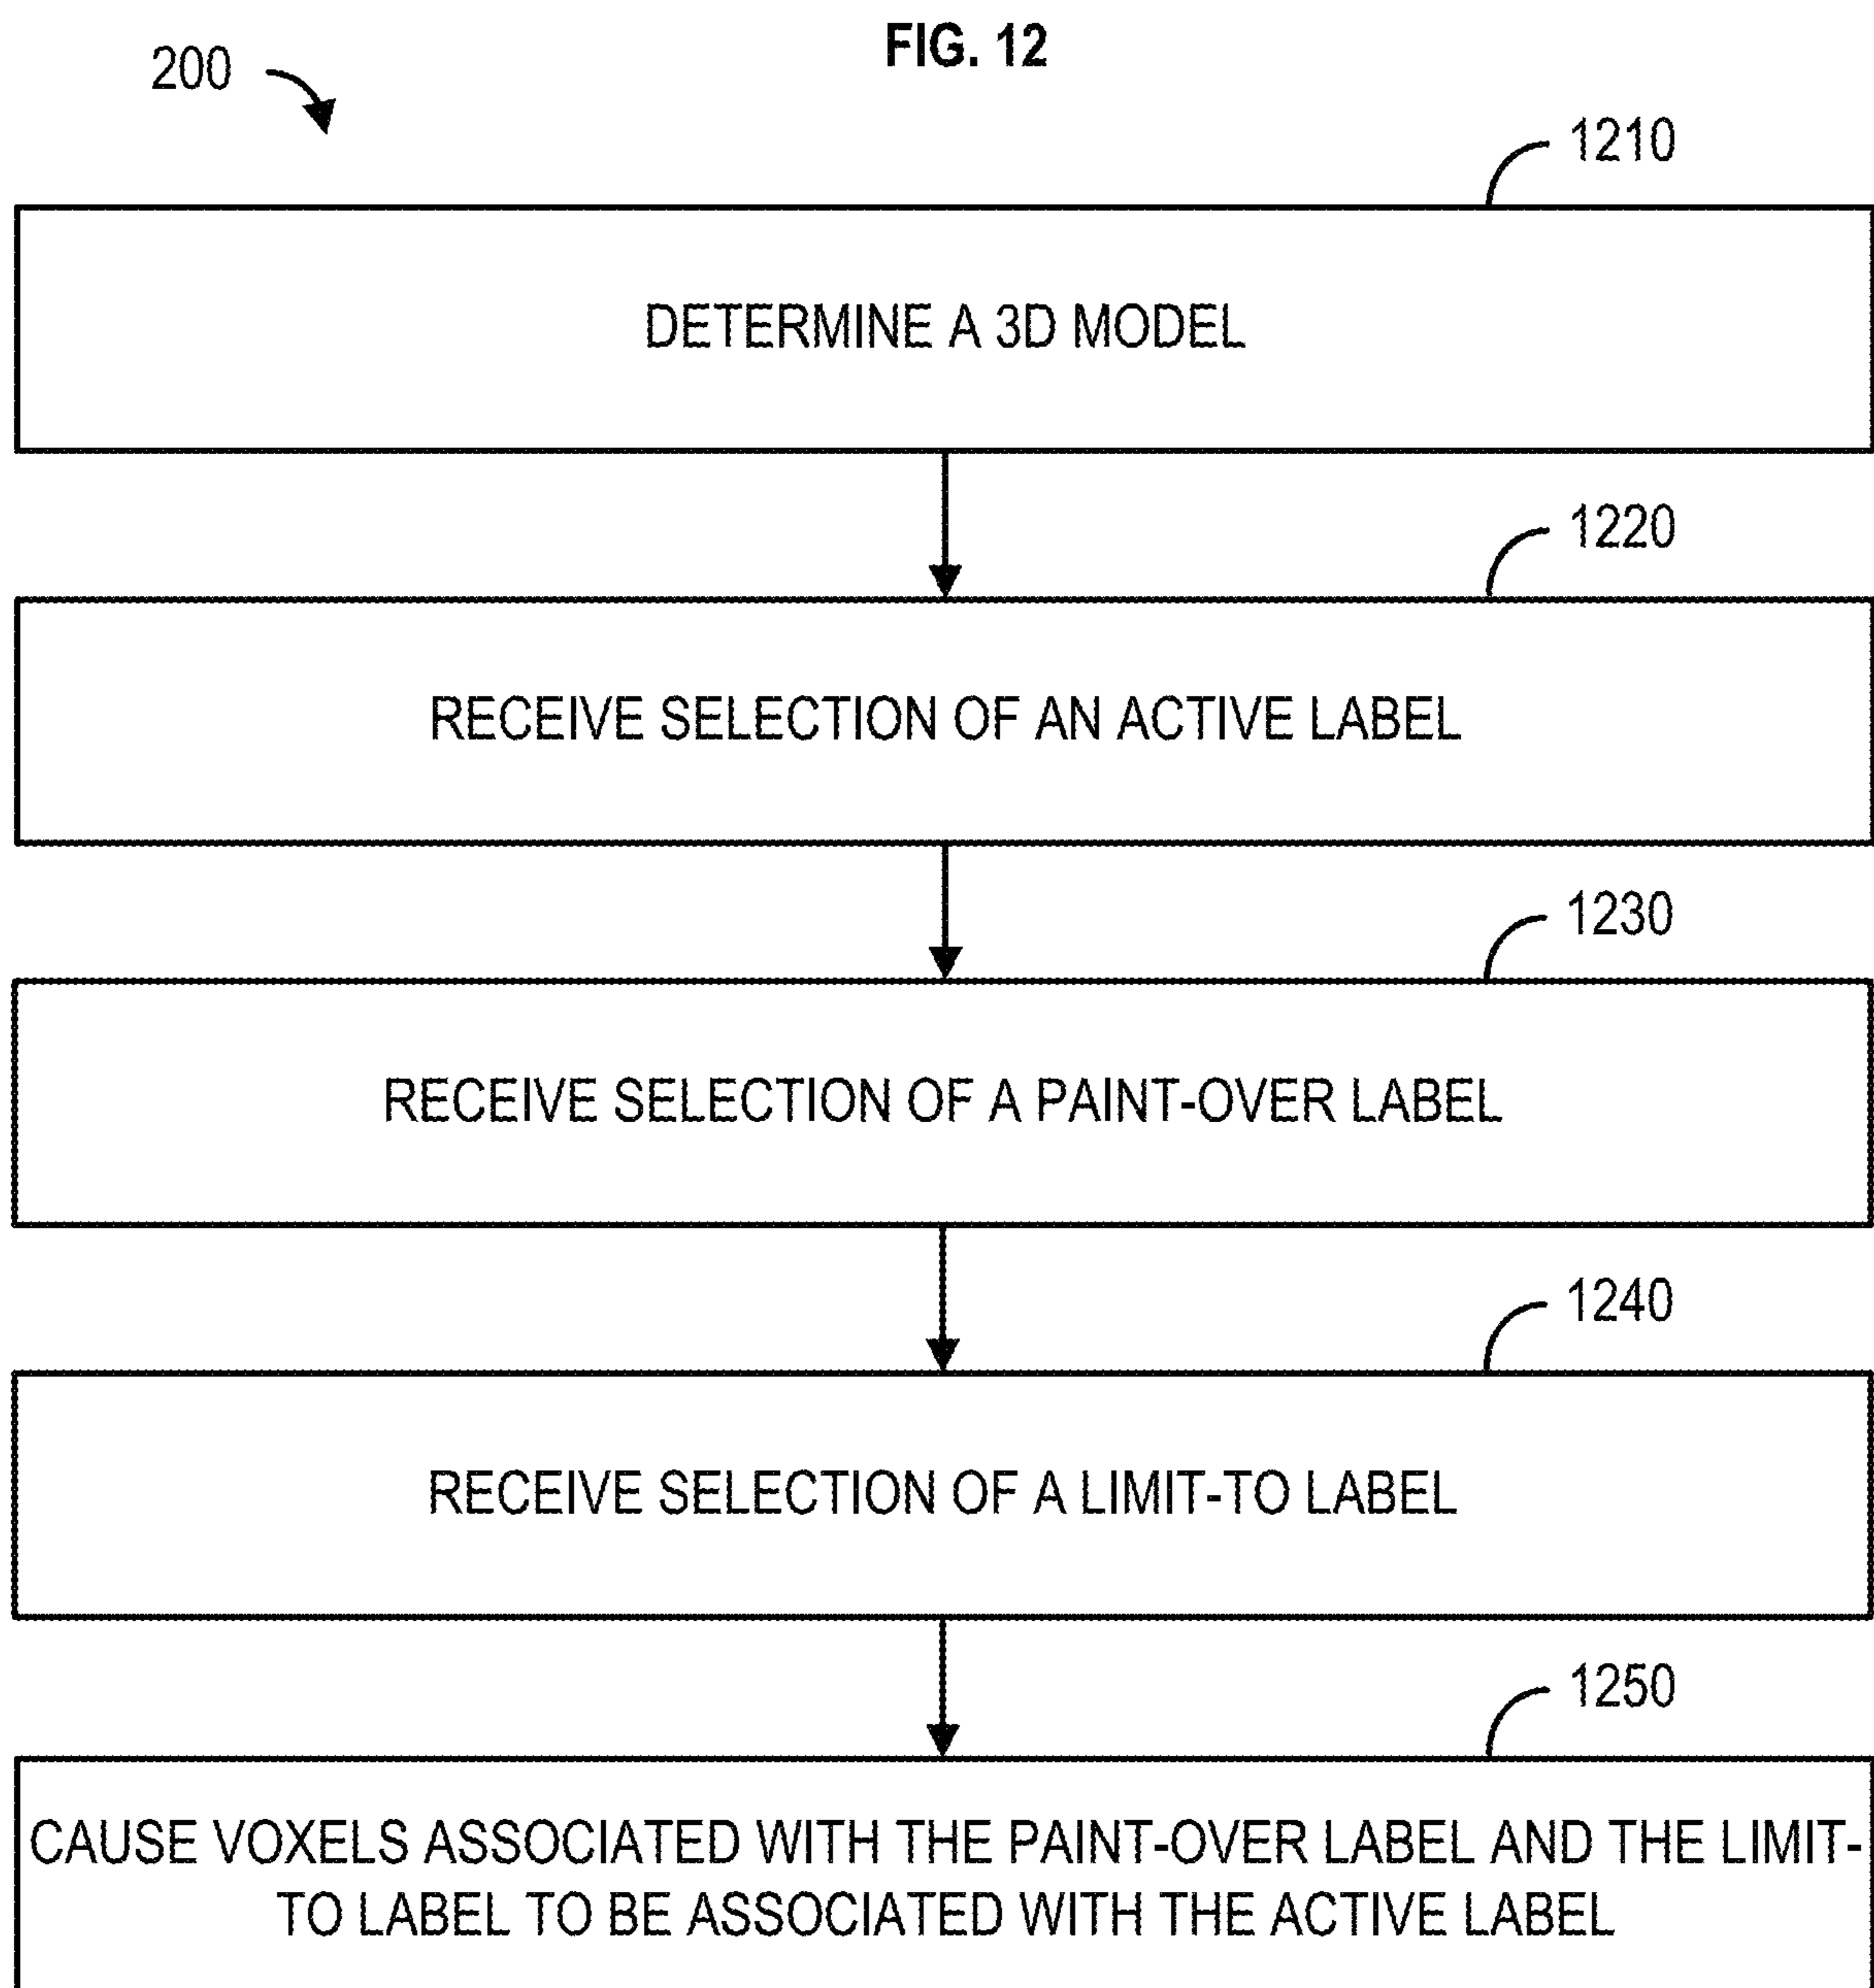 FIG. 12
200
1210
DETERMINE A 3D MODEL
1220
RECEIVE SELECTION OF AN ACTIVE LABEL
1230
RECEIVE SELECTION OF A PAINT-OVER LABEL
1240
RECEIVE SELECTION OF A LIMIT-TO LABEL
1250
CAUSE VOXELS ASSOCIATED WITH THE PAINT-OVER LABEL AND THE LIMIT-
TO LABEL TO BE ASSOCIATED WITH THE ACTIVE LABEL